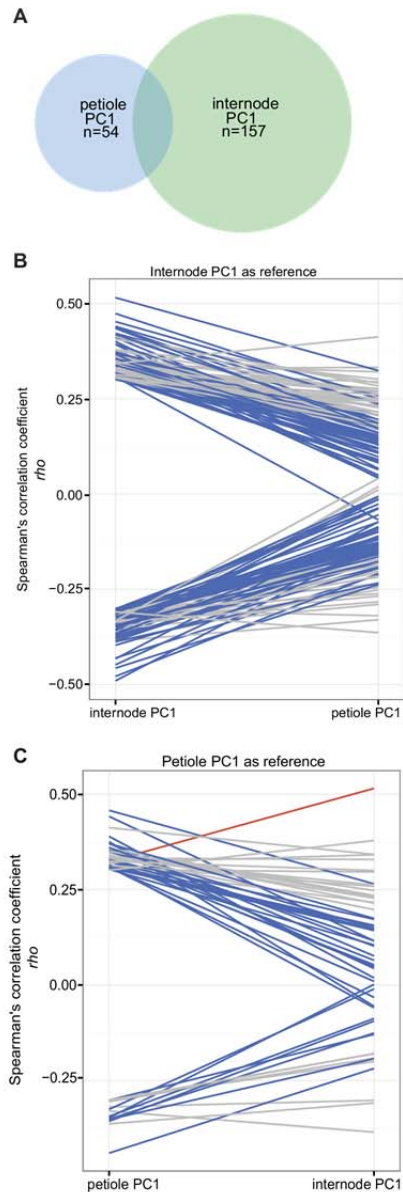 A
petiole
PC1
n=54
internode
PC1
n=157
B
Internode PC1 as reference
Spearman's correlation coefficient
rho
0.50
0.25
0.00
−0.25
−0.50
internode PC1
petiole PC1
C
Petiole PC1 as reference
Spearman's correlation coefficient
rho
0.50
0.25
0.00
−0.25
petiole PC1
internode PC1